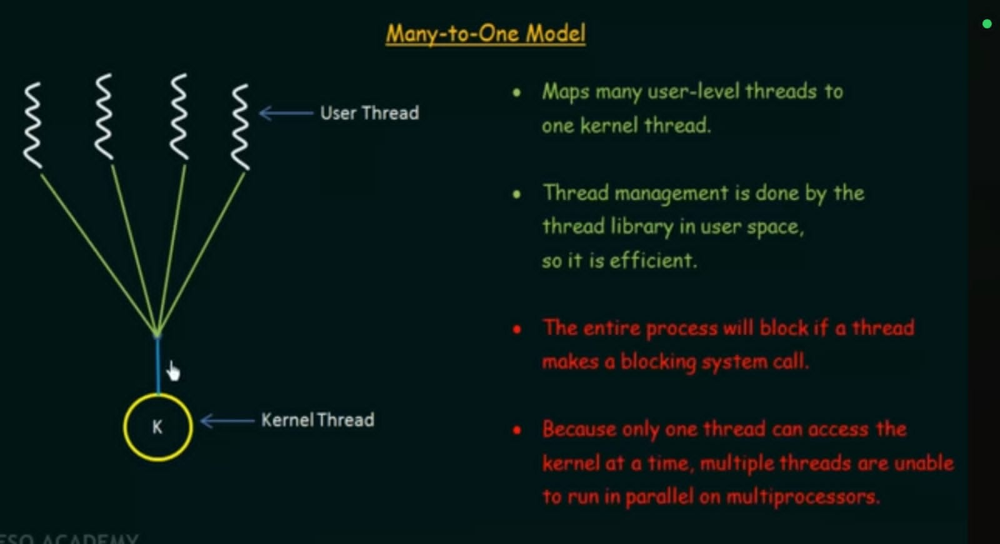 Many-to-One Model
User Thread
Kernel Thread
K
• Maps many user-level threads to
one kernel thread.
• Thread management is done by the
thread library in user space,
so it is efficient.
• The entire process will block if a thread
makes a blocking system call.
• Because only one thread can access the
kernel at a time, multiple threads are unable
to run in parallel on multiprocessors.
ESO ACADEMY